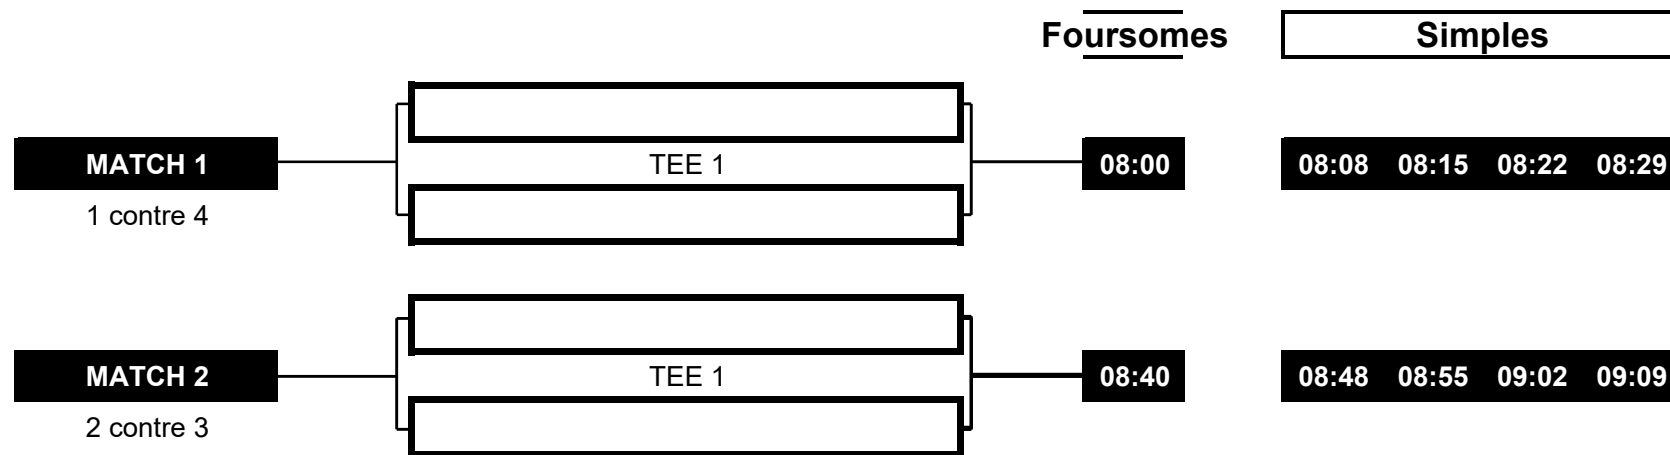 Foursomes Simples
MATCH 1 TEE 1 08:00 08:08 08:15 08:22 08:29
1 contre 4
MATCH 2 TEE 1 08:40 08:48 08:55 09:02 09:09
2 contre 3